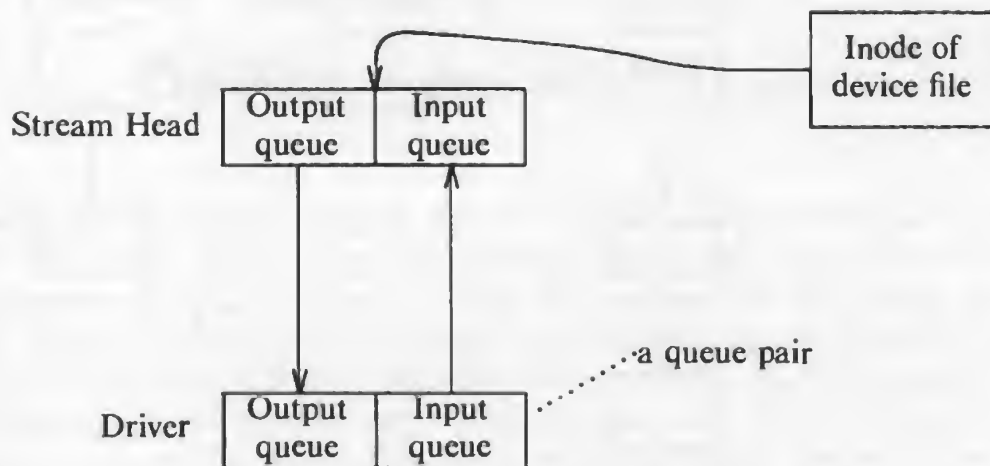 Inode of
device file
Stream Head
Output
queue
Input
queue
a queue pair
Driver
Output
queue
Input
queue